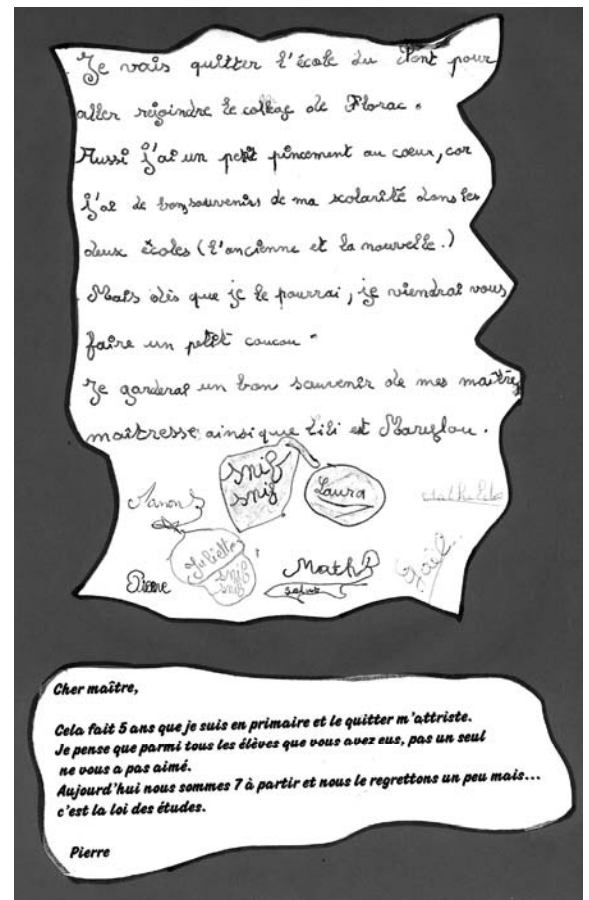 Je vais quitter l'école du Pont pour
aller rejoindre le collège de Florac.
Aussi j'ai un petit pincement au coeur, car
j'ai de bons souvenirs de ma scolarité dans les
deux écoles (l'ancienne et la nouvelle.)
Mais dès que je le pourrai, je viendrai vous
faire un petit coucou.
Je garderai un bon souvenir de mes maîtres
maîtresse ainsi que Lili et Maryflou.
snif
snif
Manon
Laura
Mathilde
Juliette
snif
snif
Pierre
Math
Gaël...
Cher maître,
Cela fait 5 ans que je suis en primaire et le quitter m'attriste.
Je pense que parmi tous les élèves que vous avez eus, pas un seul
ne vous a pas aimé.
Aujourd'hui nous sommes 7 à partir et nous le regrettons un peu mais...
c'est la loi des études.
Pierre